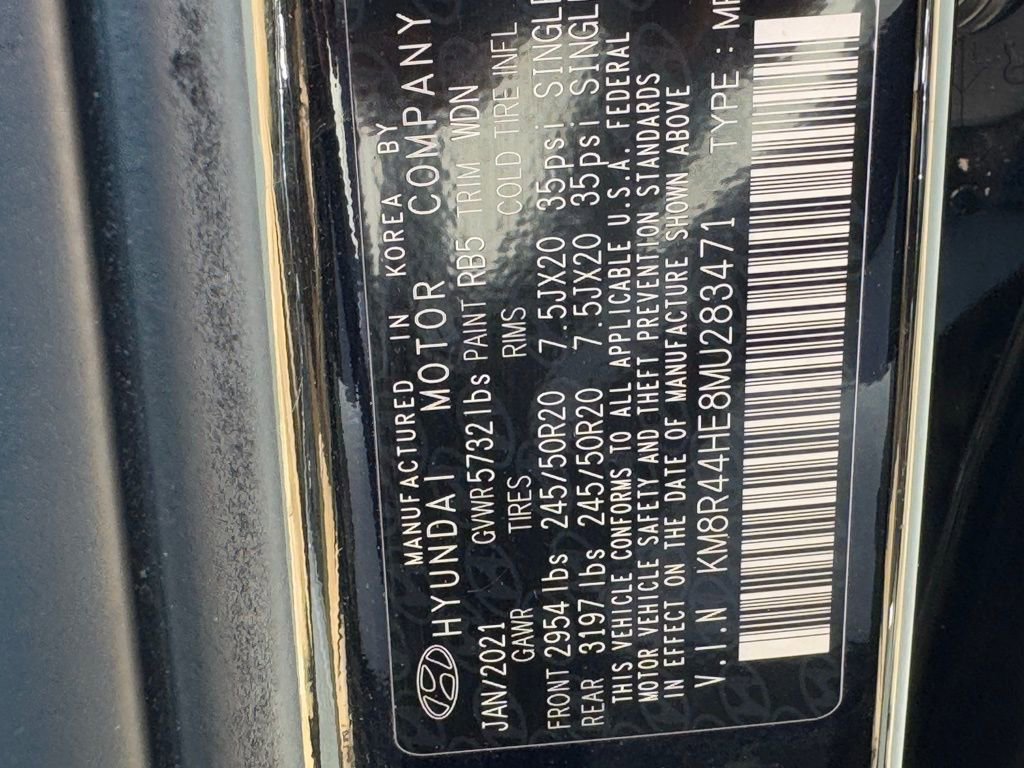 MANUFACTURED IN KOREA BY
HYUNDAI MOTOR COMPANY
JAN/2021 GVWR5732lbs PAINT RB5 TRIM WDN
GAWR TIRES RIMS COLD TIRE INFL
FRONT 2954lbs 245/50R20 7.5JX20 35psi SINGLE
REAR 3197lbs 245/50R20 7.5JX20 35psi SINGL
THIS VEHICLE CONFORMS TO ALL APPLICABLE U.S.A. FEDERAL
MOTOR VEHICLE SAFETY AND THEFT PREVENTION STANDARDS
IN EFFECT ON THE DATE OF MANUFACTURE SHOWN ABOVE
V.I.N KM8R44HE8MU283471 TYPE : MP